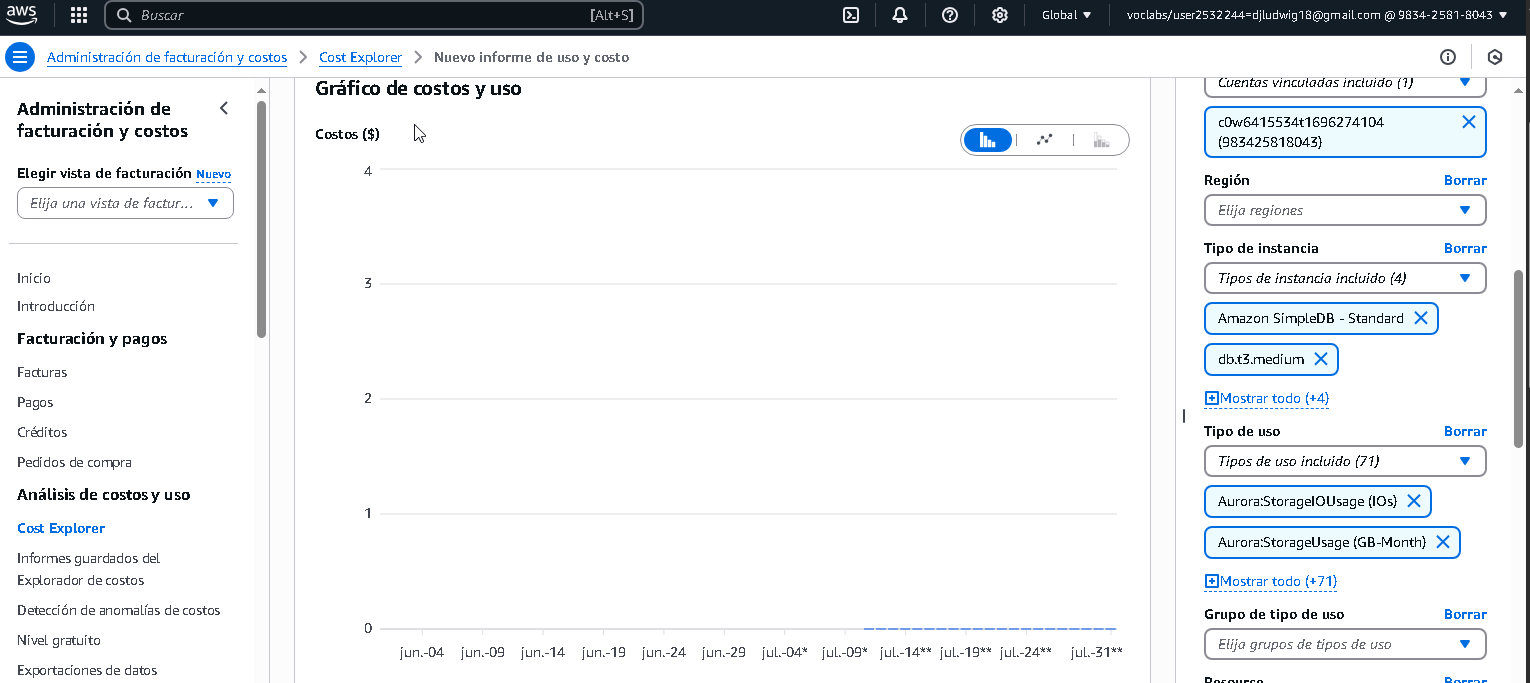 aws
Buscar
[Alt+S]
Global
voclabs/user2532244=djludwig18@gmail.com @ 9834-2581-8043
Administración de facturación y costos
Cost Explorer
Nuevo informe de uso y costo
Administración de
facturación y costos
Elegir vista de facturación Nuevo
Elija una vista de factur...
Inicio
Introducción
Facturación y pagos
Facturas
Pagos
Créditos
Pedidos de compra
Análisis de costos y uso
Cost Explorer
Informes guardados del
Explorador de costos
Detección de anomalías de costos
Nivel gratuito
Exportaciones de datos
Gráfico de costos y uso
Costos ($)
4
3
2
1
0
jun.-04 jun.-09 jun.-14 jun.-19 jun.-24 jun.-29 jul.-04* jul.-09* jul.-14** jul.-19** jul.-24** jul.-31**
Cuentas vinculadas incluido (1)
c0w6415534t1696274104
(983425818043)
Región Borrar
Elija regiones
Tipo de instancia Borrar
Tipos de instancia incluido (4)
Amazon SimpleDB - Standard
db.t3.medium
Mostrar todo (+4)
Tipo de uso Borrar
Tipos de uso incluido (71)
Aurora:StorageIOUsage (IOs)
Aurora:StorageUsage (GB-Month)
Mostrar todo (+71)
Grupo de tipo de uso Borrar
Elija grupos de tipos de uso
Resource Borrar